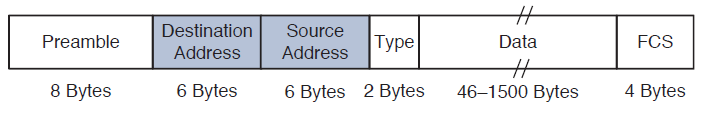 Preamble
Destination
Address
Source
Address
Type
Data
FCS
8 Bytes
6 Bytes
6 Bytes
2 Bytes
46–1500 Bytes
4 Bytes